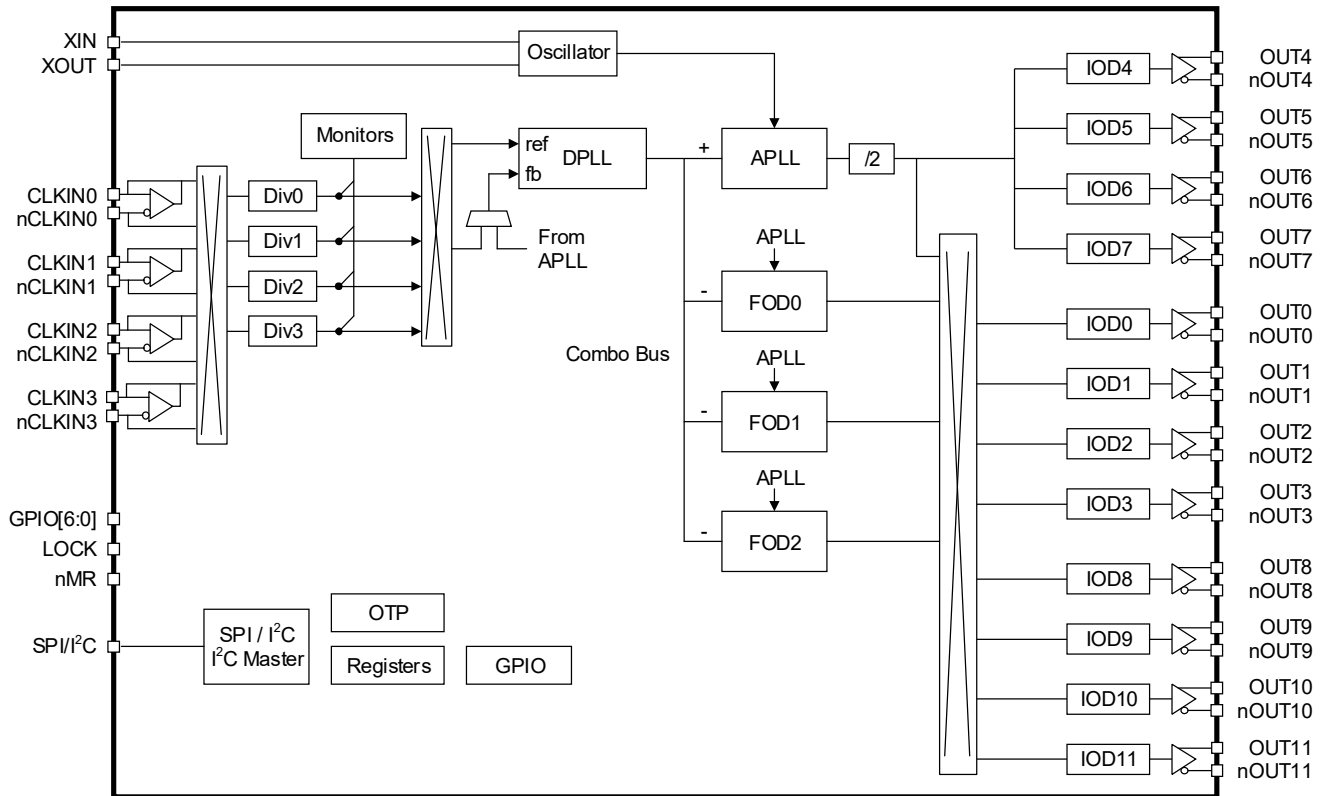 XIN
XOUT
Oscillator
Monitors
CLKIN0
nCLKIN0
CLKIN1
nCLKIN1
CLKIN2
nCLKIN2
CLKIN3
nCLKIN3
Div0
Div1
Div2
Div3
ref
fb
DPLL
From
APLL
+
APLL
/2
APLL
-
FOD0
Combo Bus
APLL
-
FOD1
APLL
-
FOD2
IOD4
OUT4
nOUT4
IOD5
OUT5
nOUT5
IOD6
OUT6
nOUT6
IOD7
OUT7
nOUT7
IOD0
OUT0
nOUT0
IOD1
OUT1
nOUT1
IOD2
OUT2
nOUT2
IOD3
OUT3
nOUT3
IOD8
OUT8
nOUT8
IOD9
OUT9
nOUT9
IOD10
OUT10
nOUT10
IOD11
OUT11
nOUT11
GPIO[6:0]
LOCK
nMR
SPI/I²C
SPI / I²C
I²C Master
OTP
Registers
GPIO